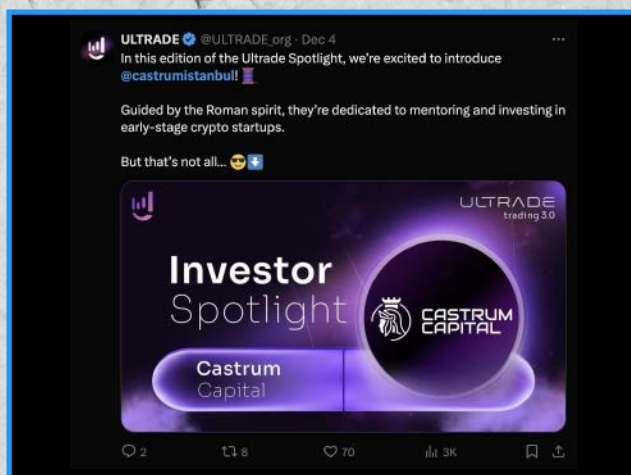 ULTRADE @ULTRADE_org · Dec 4
In this edition of the Ultrade Spotlight, we're excited to introduce
@castrumistanbul!
Guided by the Roman spirit, they're dedicated to mentoring and investing in
early-stage crypto startups.
But that's not all...
ULTRADE
trading 3.0
Investor
Spotlight
CASTRUM
CAPITAL
Castrum
Capital
2 8 70 3K